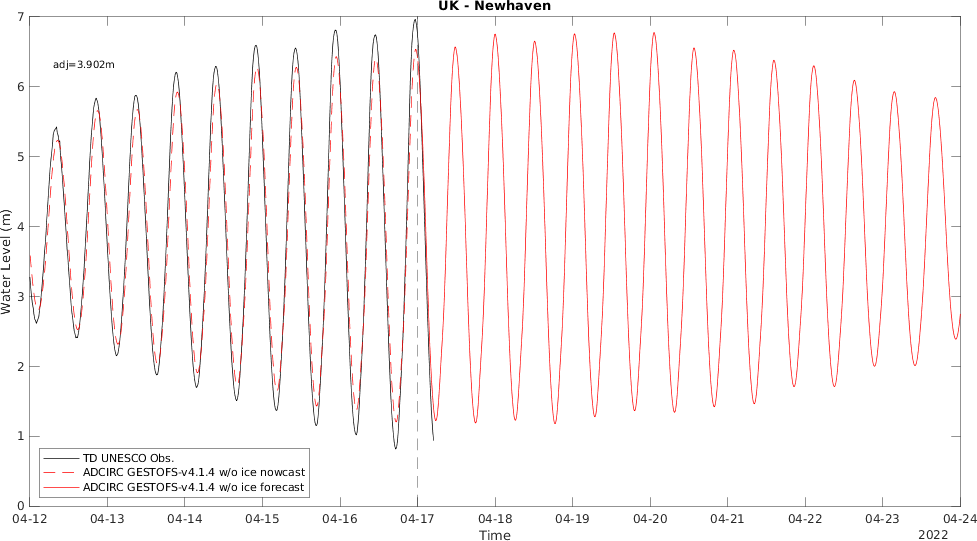 UK - Newhaven
7
adj=3.902m
6
5
4
3
2
1
0
Water Level (m)
TD UNESCO Obs.
ADCIRC GESTOFS-v4.1.4 w/o ice nowcast
ADCIRC GESTOFS-v4.1.4 w/o ice forecast
04-12 04-13 04-14 04-15 04-16 04-17 04-18 04-19 04-20 04-21 04-22 04-23 04-24
Time
2022